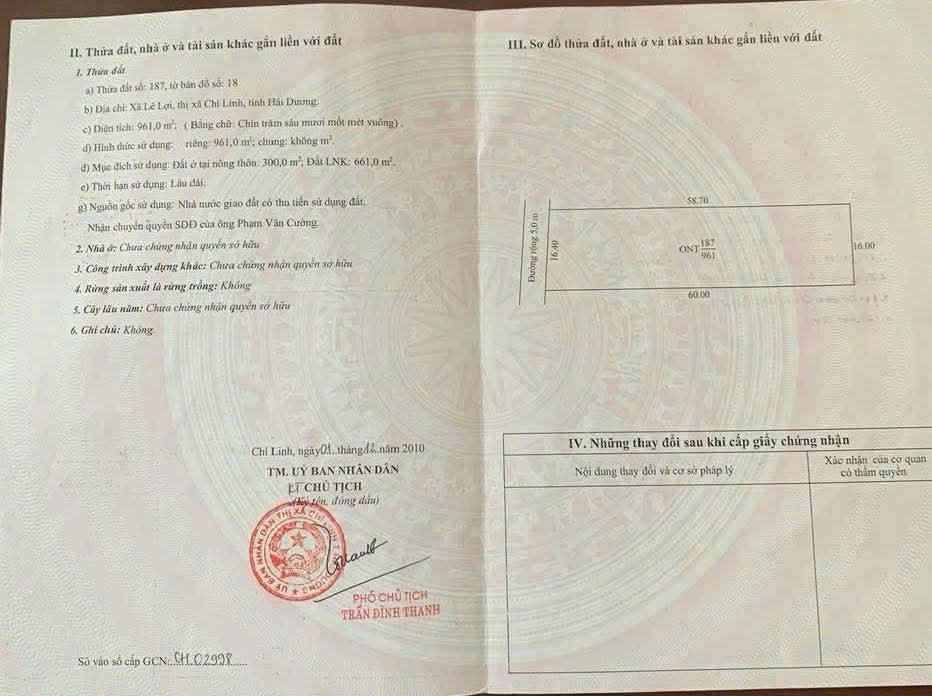 II. Thửa đất, nhà ở và tài sản khác gắn liền với đất
1. Thửa đất
a) Thửa đất số: 187, tờ bản đồ số: 18
b) Địa chỉ: Xã Lê Lợi, thị xã Chí Linh, tỉnh Hải Dương.
c) Diện tích: 961,0 m²; ( Bằng chữ: Chín trăm sáu mươi mốt mét vuông) .
d) Hình thức sử dụng: riêng: 961,0 m²; chung: không m².
đ) Mục đích sử dụng: Đất ở tại nông thôn: 300,0 m²; Đất LNK: 661,0 m².
e) Thời hạn sử dụng: Lâu dài.
g) Nguồn gốc sử dụng: Nhà nước giao đất có thu tiền sử dụng đất.
Nhận chuyển quyền SDĐ của ông Phạm Văn Cường.
2. Nhà ở: Chưa chứng nhận quyền sở hữu
3. Công trình xây dựng khác: Chưa chứng nhận quyền sở hữu
4. Rừng sản xuất là rừng trồng: Không
5. Cây lâu năm: Chưa chứng nhận quyền sở hữu
6. Ghi chú: Không
Chí Linh, ngày 01. tháng 12. năm 2010
TM. UỶ BAN NHÂN DÂN
KT CHỦ TỊCH
(Ký tên, đóng dấu)
PHÓ CHỦ TỊCH
TRẦN ĐÌNH THANH
Số vào sổ cấp GCN: CH.02998
III. Sơ đồ thửa đất, nhà ở và tài sản khác gắn liền với đất
58.70
Đường rộng 5,0 m
16.40
ONT 187
961
16.00
60.00
IV. Những thay đổi sau khi cấp giấy chứng nhận
Nội dung thay đổi và cơ sở pháp lý
Xác nhận của cơ quan
có thẩm quyền